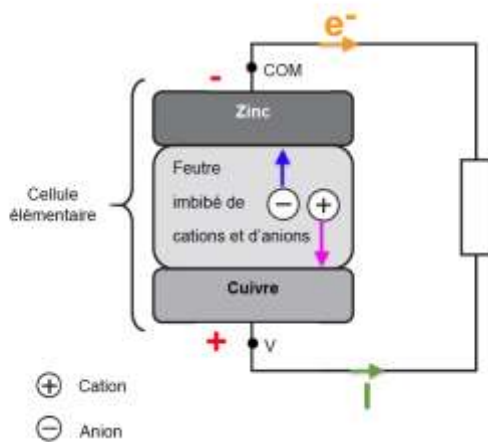 e-
- COM
Zinc
Feutre
imbibé de
cations et d'anions
- +
Cellule
élémentaire
Cuivre
+ V
I
+ Cation
- Anion